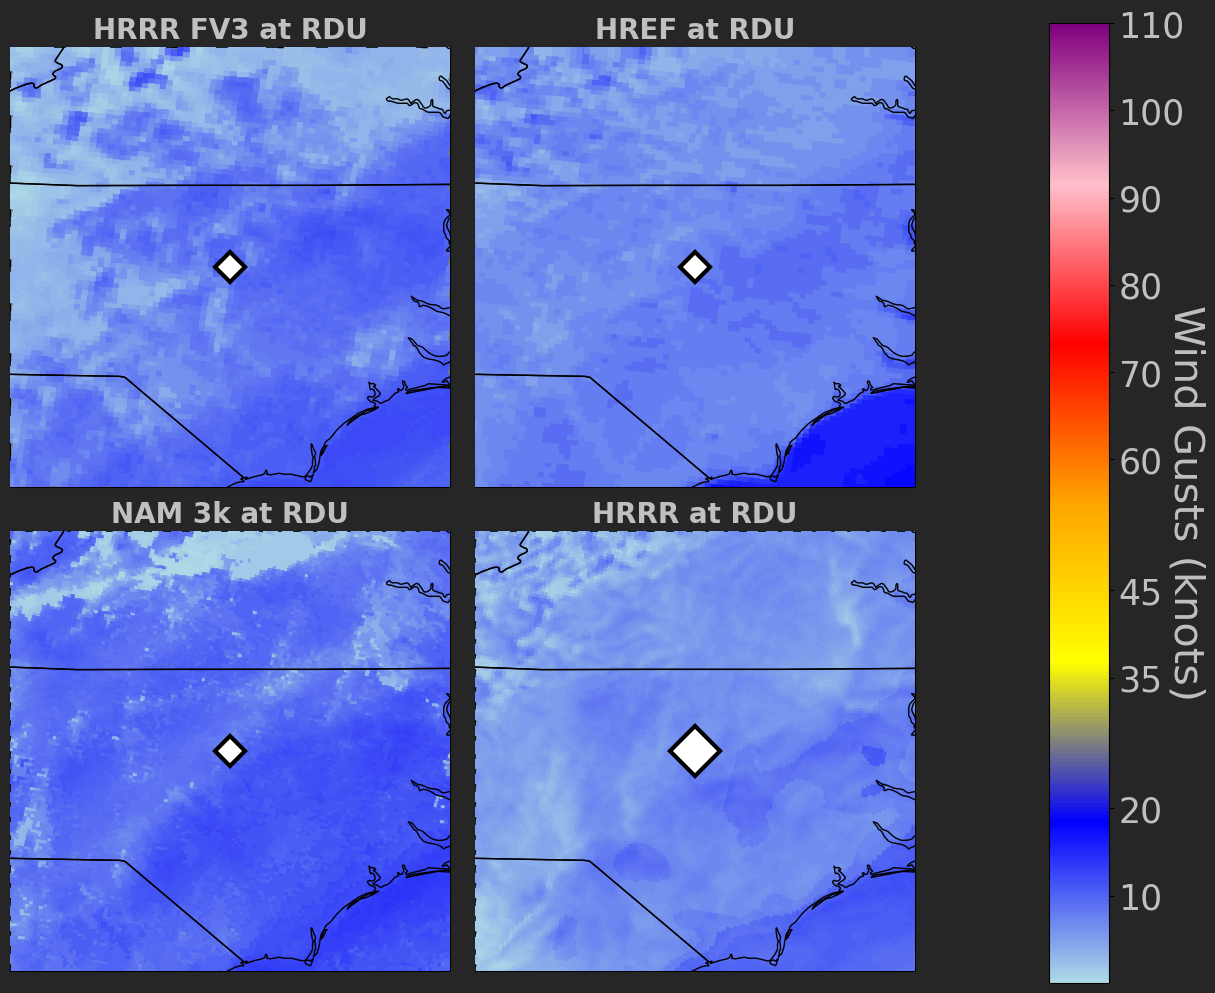 HRRR FV3 at RDU
HREF at RDU
NAM 3k at RDU
HRRR at RDU
110
100
90
80
70
60
45
35
20
10
Wind Gusts (knots)